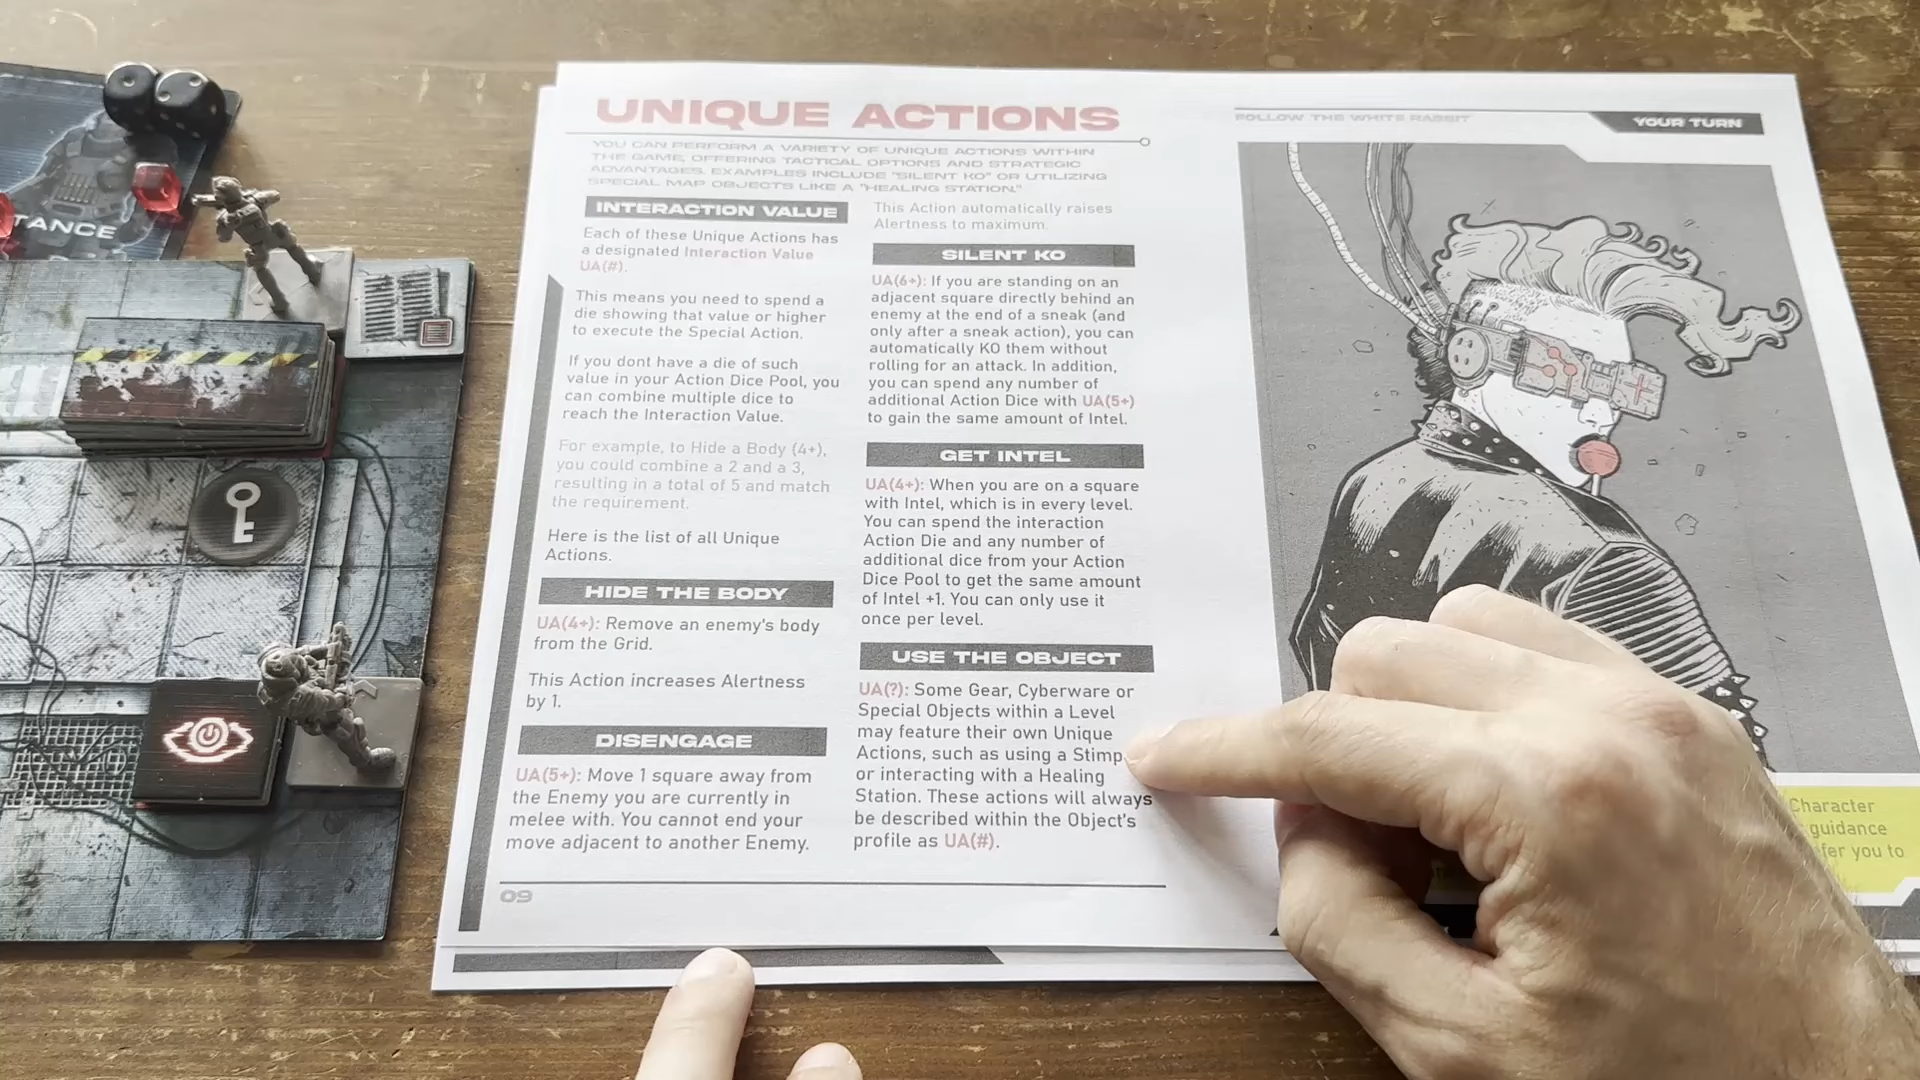 TANCE
UNIQUE ACTIONS
YOU CAN PERFORM A VARIETY OF UNIQUE ACTIONS WITHIN
THE GAME, OFFERING TACTICAL OPTIONS AND STRATEGIC
ADVANTAGES. EXAMPLES INCLUDE "SILENT KO" OR UTILIZING
SPECIAL MAP OBJECTS LIKE A "HEALING STATION."
INTERACTION VALUE
Each of these Unique Actions has
a designated Interaction Value
UA(#).
This means you need to spend a
die showing that value or higher
to execute the Special Action.
If you dont have a die of such
value in your Action Dice Pool, you
can combine multiple dice to
reach the Interaction Value.
For example, to Hide a Body (4+),
you could combine a 2 and a 3,
resulting in a total of 5 and match
the requirement.
Here is the list of all Unique
Actions.
HIDE THE BODY
UA(4+): Remove an enemy's body
from the Grid.
This Action increases Alertness
by 1.
DISENGAGE
UA(5+): Move 1 square away from
the Enemy you are currently in
melee with. You cannot end your
move adjacent to another Enemy.
This Action automatically raises
Alertness to maximum.
SILENT KO
UA(6+): If you are standing on an
adjacent square directly behind an
enemy at the end of a sneak (and
only after a sneak action), you can
automatically KO them without
rolling for an attack. In addition,
you can spend any number of
additional Action Dice with UA(5+)
to gain the same amount of Intel.
GET INTEL
UA(4+): When you are on a square
with Intel, which is in every level.
You can spend the interaction
Action Die and any number of
additional dice from your Action
Dice Pool to get the same amount
of Intel +1. You can only use it
once per level.
USE THE OBJECT
UA(?): Some Gear, Cyberware or
Special Objects within a Level
may feature their own Unique
Actions, such as using a Stimp
or interacting with a Healing
Station. These actions will always
be described within the Object's
profile as UA(#).
09
FOLLOW THE WHITE RABBIT
YOUR TURN
Character
guidance
fer you to